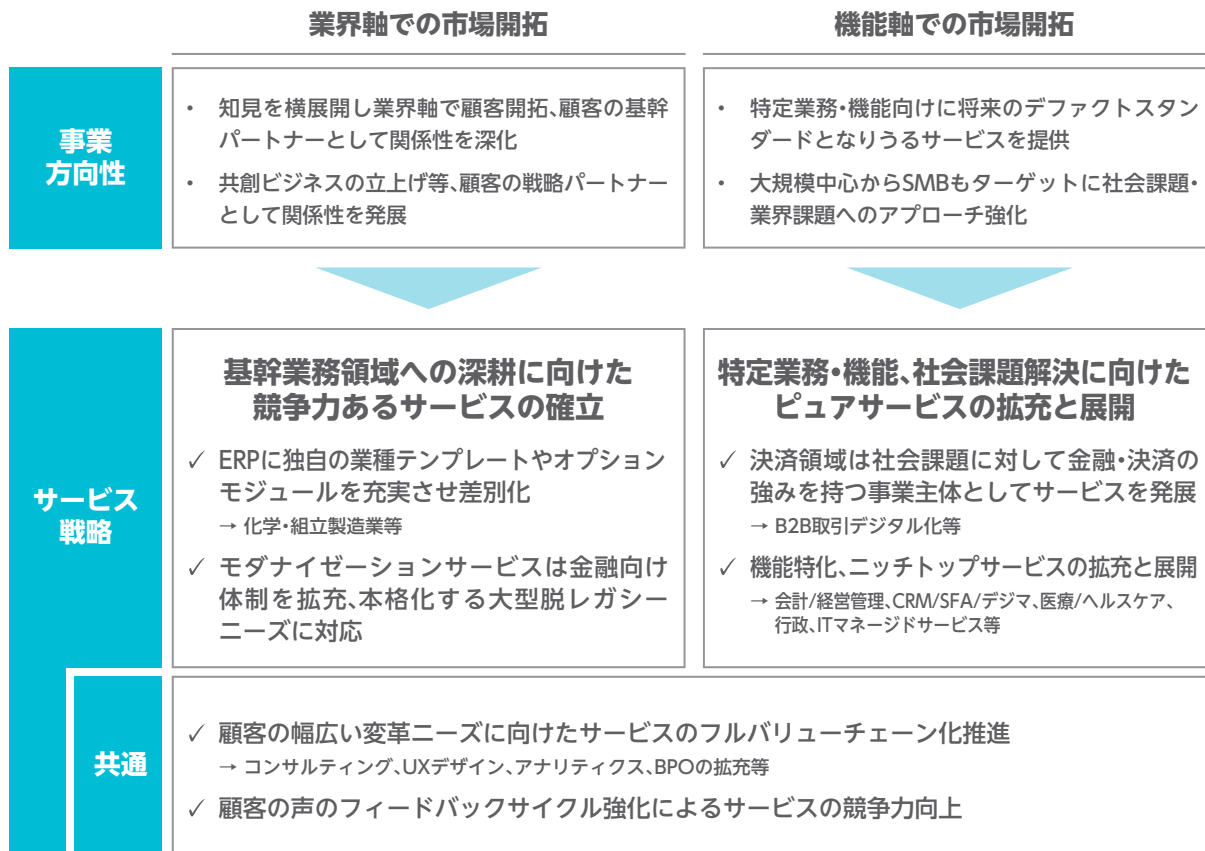 業界軸での市場開拓
機能軸での市場開拓
事業
方向性
・ 知見を横展開し業界軸で顧客開拓、顧客の基幹
パートナーとして関係性を深化
・ 共創ビジネスの立上げ等、顧客の戦略パートナー
として関係性を発展
・ 特定業務・機能向けに将来のデファクトスタン
ダードとなりうるサービスを提供
・ 大規模中心からSMBもターゲットに社会課題・
業界課題へのアプローチ強化
サービス
戦略
基幹業務領域への深耕に向けた
競争力あるサービスの確立
✓ ERPに独自の業種テンプレートやオプション
モジュールを充実させ差別化
→ 化学・組立製造業等
✓ モダナイゼーションサービスは金融向け
体制を拡充、本格化する大型脱レガシー
ニーズに対応
特定業務・機能、社会課題解決に向けた
ピュアサービスの拡充と展開
✓ 決済領域は社会課題に対して金融・決済の
強みを持つ事業主体としてサービスを発展
→ B2B取引デジタル化等
✓ 機能特化、ニッチトップサービスの拡充と展開
→ 会計/経営管理、CRM/SFA/デジマ、医療/ヘルスケア、
行政、ITマネージドサービス等
共通
✓ 顧客の幅広い変革ニーズに向けたサービスのフルバリューチェーン化推進
→ コンサルティング、UXデザイン、アナリティクス、BPOの拡充等
✓ 顧客の声のフィードバックサイクル強化によるサービスの競争力向上